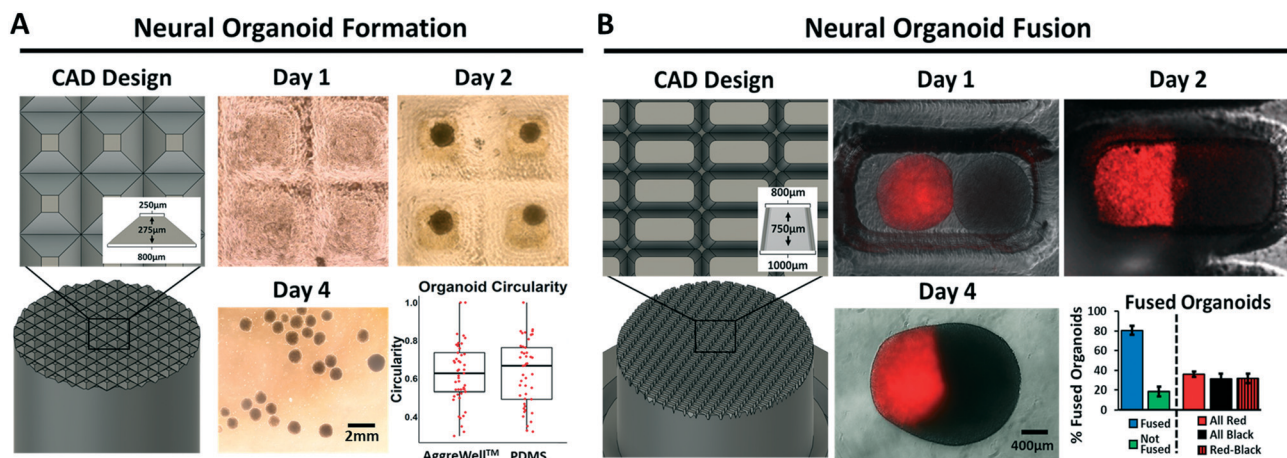 A
Neural Organoid Formation
CAD Design
Day 1
Day 2
250µm
275µm
800µm
Day 4
2mm
Organoid Circularity
Circularity
1.0
0.8
0.6
0.4
AggreWell™
PDMS
B
Neural Organoid Fusion
CAD Design
Day 1
Day 2
800µm
750µm
1000µm
Day 4
400µm
Fused Organoids
% Fused Organoids
100
80
60
40
20
0
Fused
Not
Fused
All Red
All Black
Red-Black